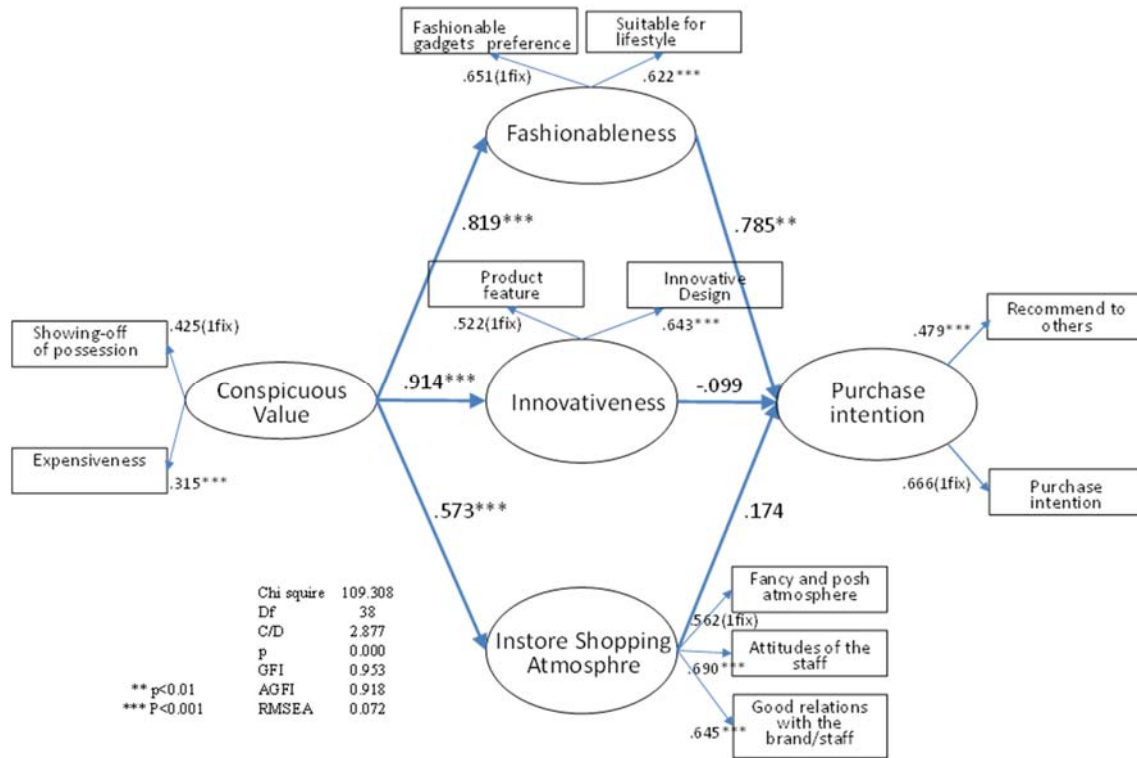 Fashionable
gadgets preference
Suitable for
lifestyle
.651(1fix)
.622***
Fashionableness
.819***
.785**
Product
feature
Innovative
Design
.522(1fix)
.643***
Showing-off
of possession
.425(1fix)
Conspicuous
Value
.914***
Innovativeness
-.099
Purchase
intention
.479***
Recommend to
others
Expensiveness
.315***
.666(1fix)
Purchase
intention
.573***
.174
Instore Shopping
Atmosphre
Fancy and posh
atmosphere
.562(1fix)
Attitudes of the
staff
.690***
Good relations
with the
brand/staff
.645***
Chi squire 109.308
Df 38
C/D 2.877
p 0.000
GFI 0.953
AGFI 0.918
RMSEA 0.072
** p<0.01
*** P<0.001